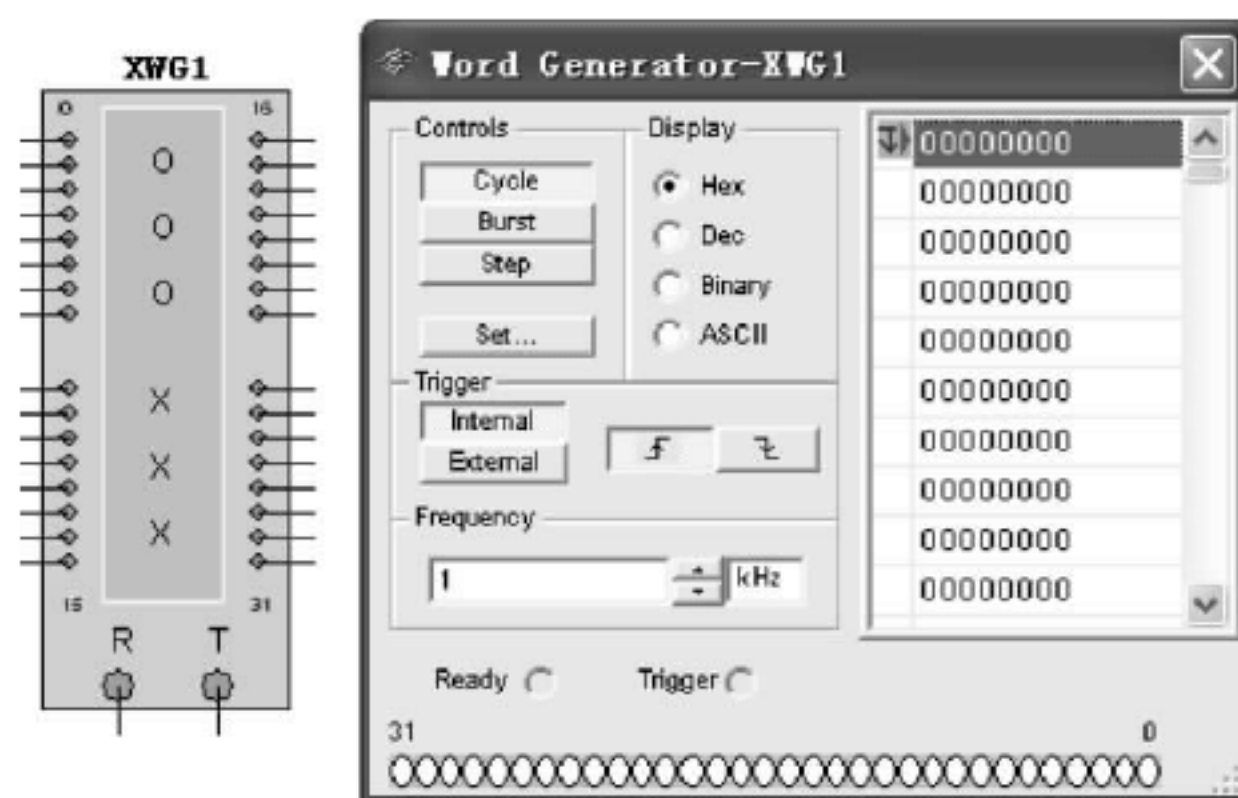 XWG1
0 16
O
O
O
X
X
X
15 31
R T
Word Generator-XWG1
Controls
Cycle
Burst
Step
Set...
Display
Hex
Dec
Binary
ASCII
Trigger
Internal
External
Frequency
1 kHz
Ready Trigger
31 0
00000000
00000000
00000000
00000000
00000000
00000000
00000000
00000000
00000000
00000000